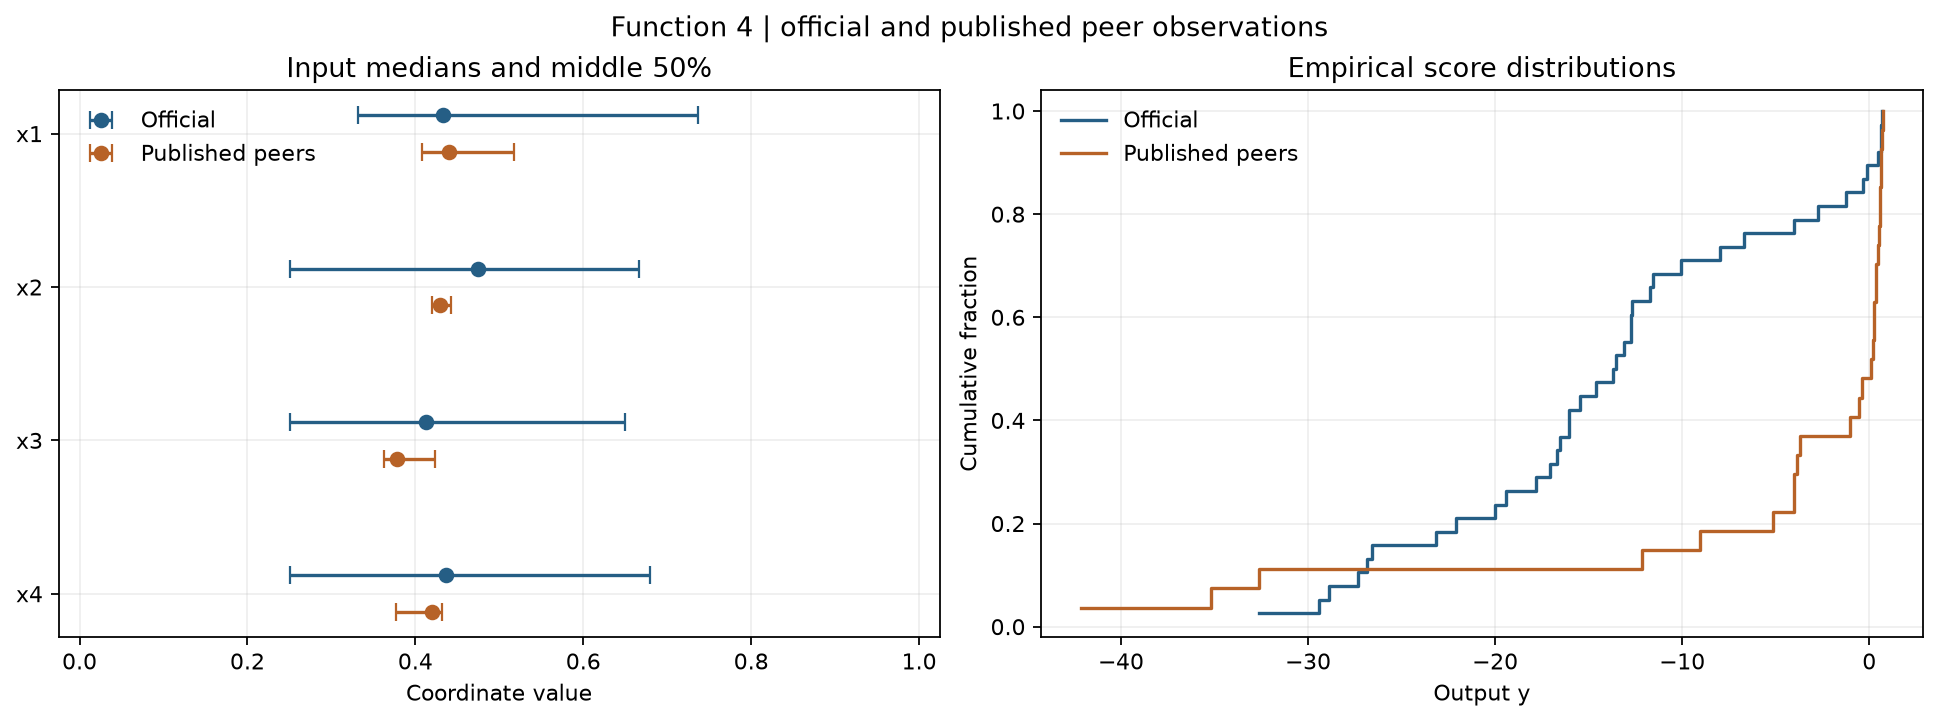 Function 4 | official and published peer observations
Input medians and middle 50%
Official
Published peers
x1
x2
x3
x4
0.0 0.2 0.4 0.6 0.8 1.0
Coordinate value
Empirical score distributions
Official
Published peers
Cumulative fraction
1.0
0.8
0.6
0.4
0.2
0.0
−40 −30 −20 −10 0
Output y